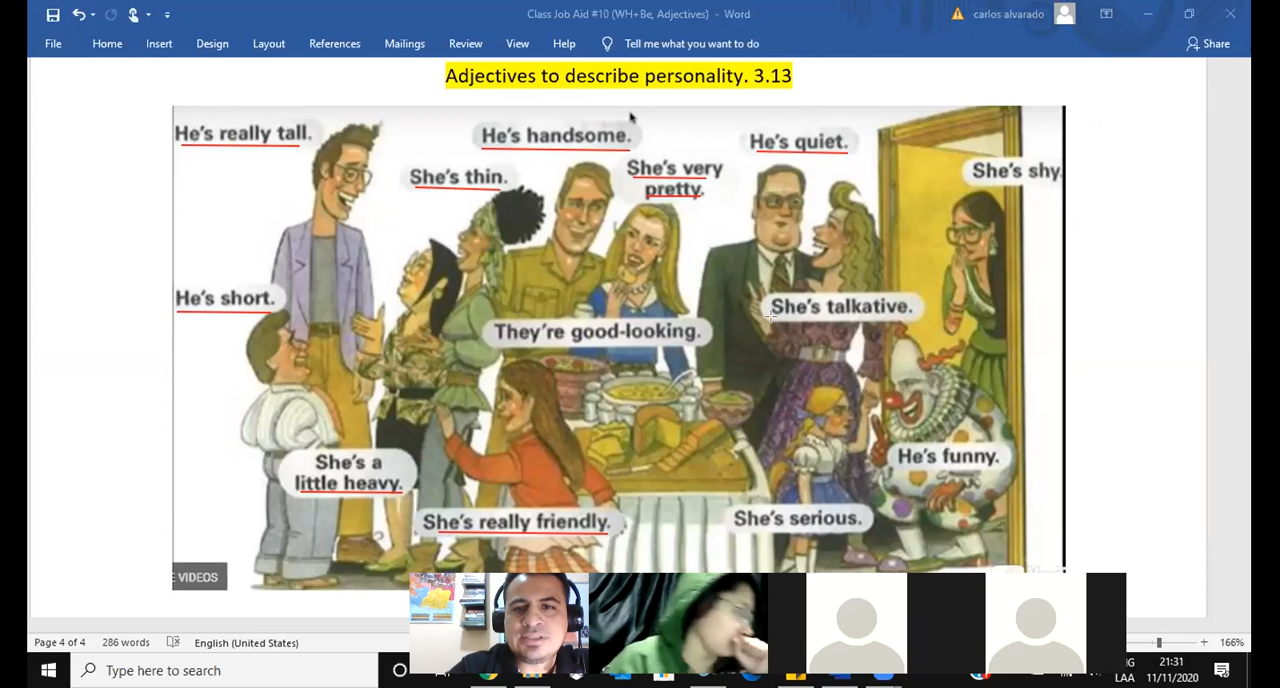 Class Job Aid #10 (WH+Be, Adjectives) - Word
carlos alvarado
File Home Insert Design Layout References Mailings Review View Help Tell me what you want to do Share
Adjectives to describe personality. 3.13
He's really tall.
He's handsome.
He's quiet.
She's thin.
She's very
pretty.
She's shy.
He's short.
She's talkative.
They're good-looking.
He's funny.
She's a
little heavy.
She's really friendly.
She's serious.
E VIDEOS
Page 4 of 4 286 words English (United States) 166%
Type here to search
NG
LAA
21:31
11/11/2020